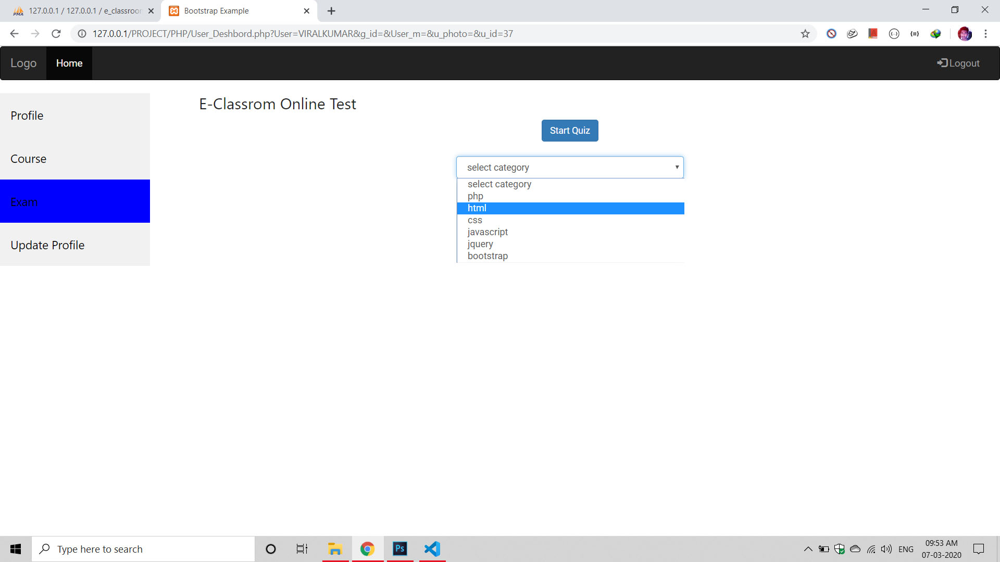 127.0.0.1 / 127.0.0.1 / e_classroom
Bootstrap Example
127.0.0.1/PROJECT/PHP/User_Deshbord.php?User=VIRALKUMAR&g_id=&User_m=&u_photo=&u_id=37
Logo
Home
Logout
Profile
Course
Exam
Update Profile
E-Classrom Online Test
Start Quiz
select category
select category
php
html
css
javascript
jquery
bootstrap
Type here to search
Ps
ENG
09:53 AM
07-03-2020